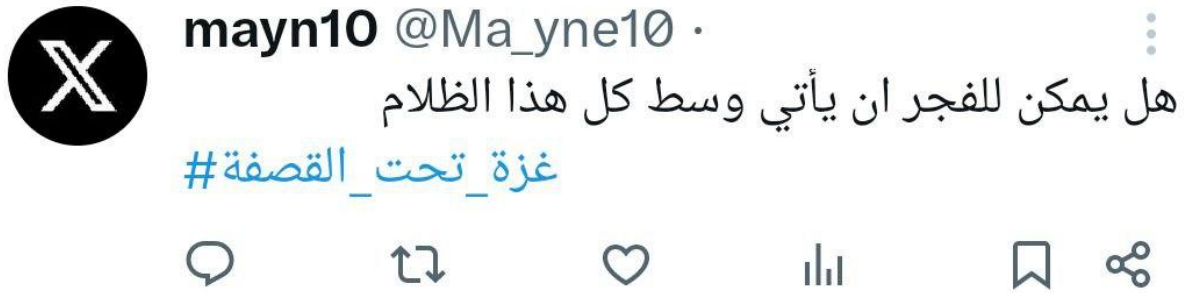 mayn10 @Ma_yne10 ·
هل يمكن للفجر ان يأتي وسط كل هذا الظلام
#غزة_تحت_القصفة